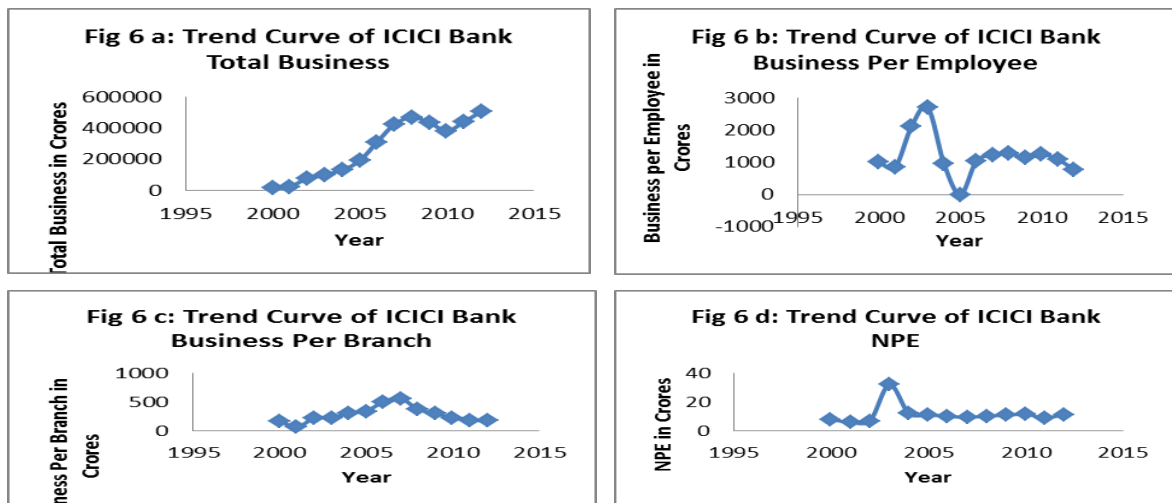 Fig 6 a: Trend Curve of ICICI Bank
Total Business
Total Business in Crores
600000
400000
200000
0
1995 2000 2005 2010 2015
Year
Fig 6 b: Trend Curve of ICICI Bank
Business Per Employee
Business per Employee in
Crores
3000
2000
1000
0
-1000
1995 2000 2005 2010 2015
Year
Fig 6 c: Trend Curve of ICICI Bank
Business Per Branch
ness Per Branch in
Crores
1000
500
0
1995 2000 2005 2010 2015
Year
Fig 6 d: Trend Curve of ICICI Bank
NPE
NPE in Crores
40
20
0
1995 2000 2005 2010 2015
Year